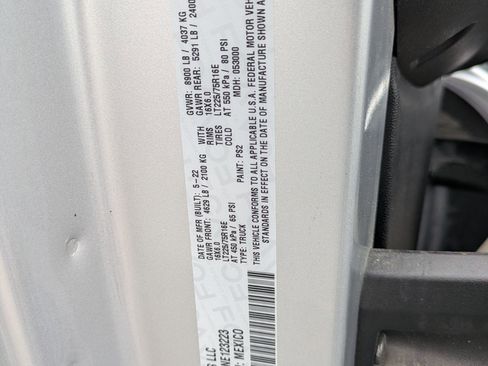 S LLC
DATE OF MFR (BUILT): 5-22 GVWR: 8900 LB / 4037 KG
GAWR FRONT: 4629 LB / 2100 KG WITH GAWR REAR: 5291 LB / 2400
16X6.0 RIMS 16X6.0
LT225/75R16E TIRES LT225/75R16E
AT 450 kPa / 65 PSI COLD AT 550 kPa / 80 PSI
NE123223 TYPE: TRUCK PAINT: PS2 MDH: 053000
: MEXICO THIS VEHICLE CONFORMS TO ALL APPLICABLE U.S.A. FEDERAL MOTOR VEHIC
STANDARDS IN EFFECT ON THE DATE OF MANUFACTURE SHOWN A